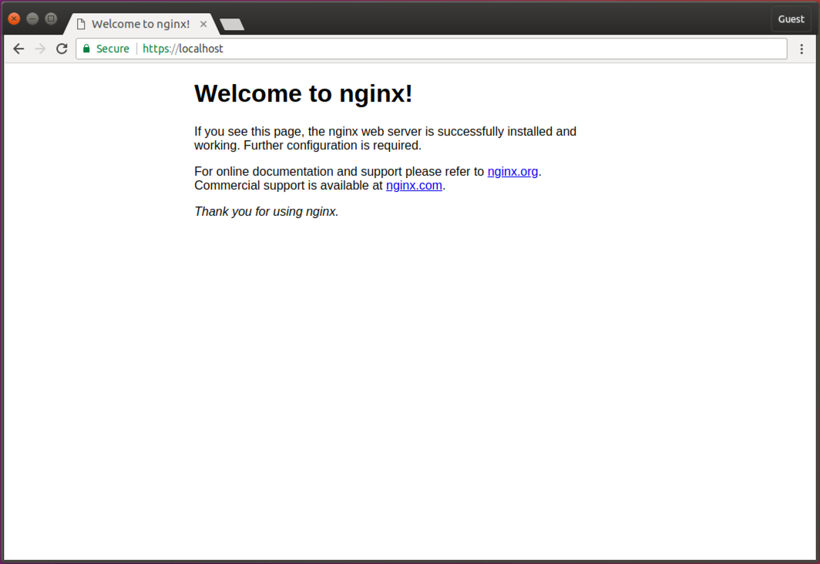 Welcome to nginx!
Guest
Secure | https://localhost
Welcome to nginx!
If you see this page, the nginx web server is successfully installed and
working. Further configuration is required.
For online documentation and support please refer to nginx.org.
Commercial support is available at nginx.com.
Thank you for using nginx.